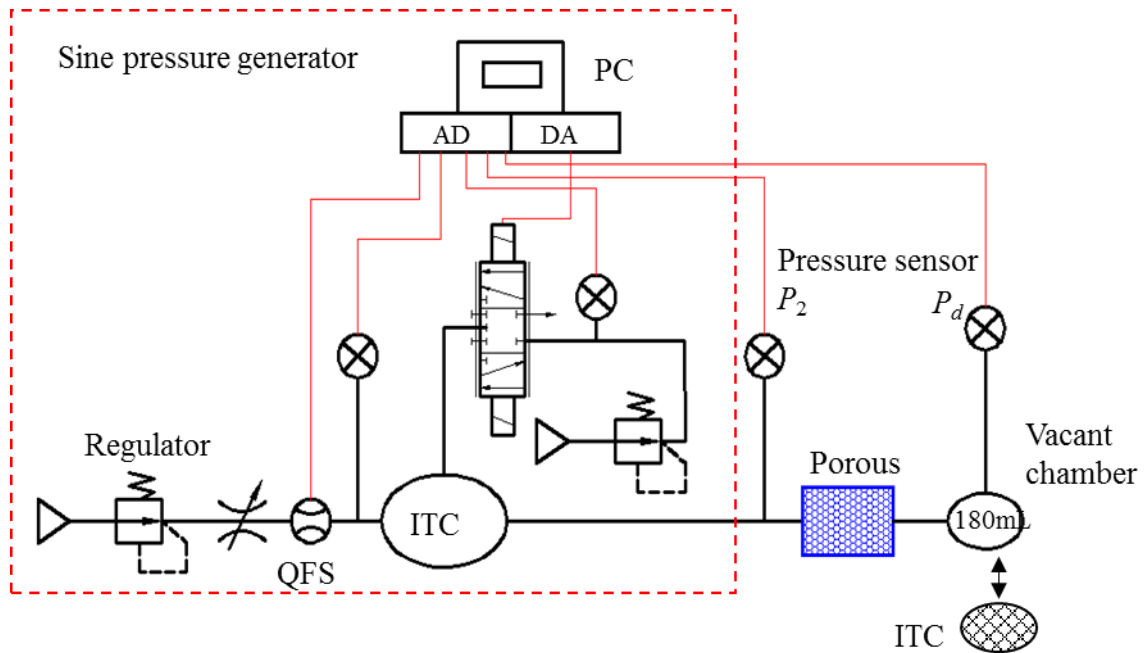 Sine pressure generator
PC
AD
DA
Pressure sensor
P2
Pd
Regulator
Porous
Vacant
chamber
ITC
180mL
QFS
ITC